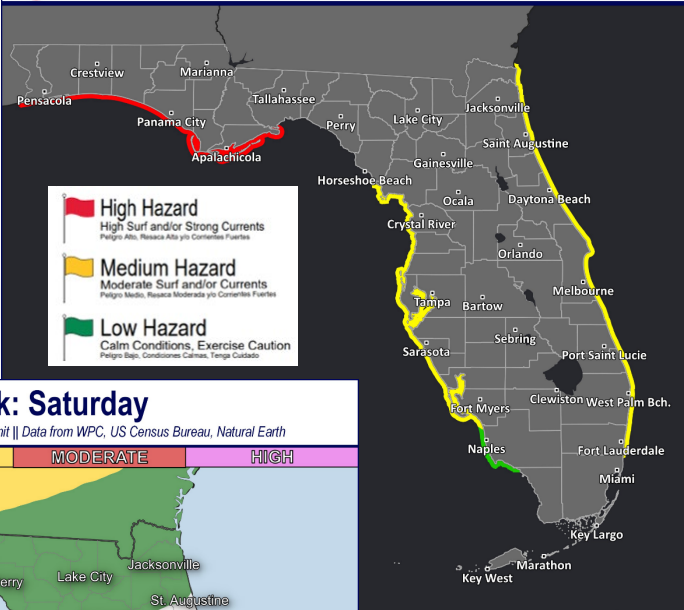 Crestview
Marianna
Pensacola
Tallahassee
Panama City
Apalachicola
Perry
Lake City
Jacksonville
Saint Augustine
Gainesville
Horseshoe Beach
Ocala
Daytona Beach
Crystal River
Orlando
Tampa
Bartow
Melbourne
Sarasota
Sebring
Port Saint Lucie
Clewiston
West Palm Bch.
Fort Myers
Naples
Fort Lauderdale
Miami
Key Largo
Marathon
Key West
High Hazard
High Surf and/or Strong Currents
Peligro Alto, Resaca Alta y/o Corrientes Fuertes
Medium Hazard
Moderate Surf and/or Currents
Peligro Medio, Resaca Moderada y/o Corrientes Fuertes
Low Hazard
Calm Conditions, Exercise Caution
Peligro Bajo, Condiciones Calmas, Tenga Cuidado
k: Saturday
nit || Data from WPC, US Census Bureau, Natural Earth
MODERATE
HIGH
Jacksonville
Lake City
erry
St. Augustine